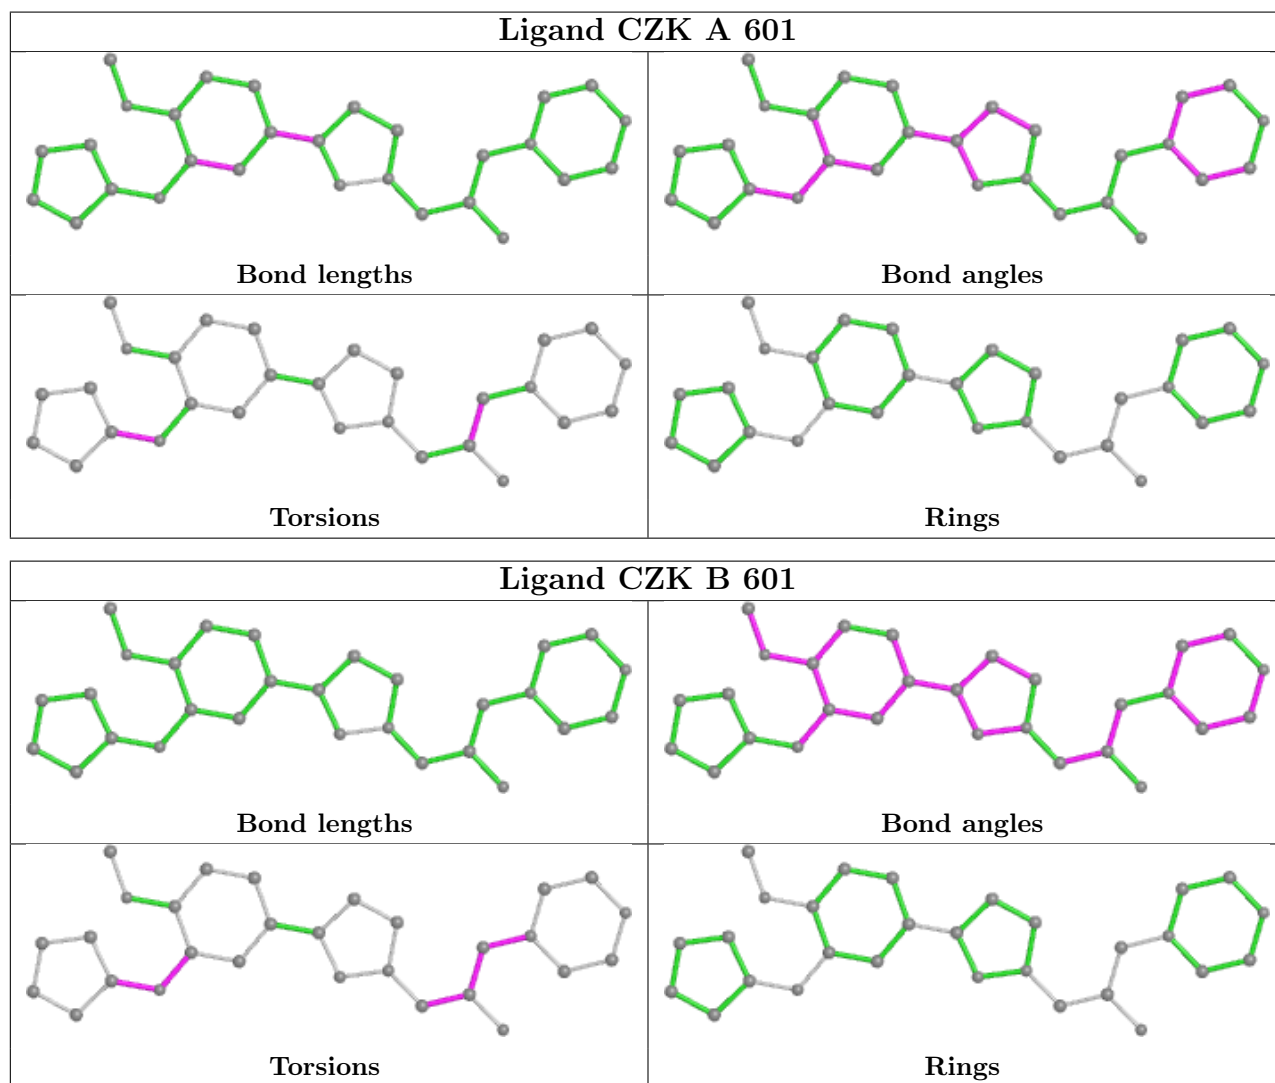 Ligand CZK A 601
Bond lengths
Bond angles
Torsions
Rings
Ligand CZK B 601
Bond lengths
Bond angles
Torsions
Rings